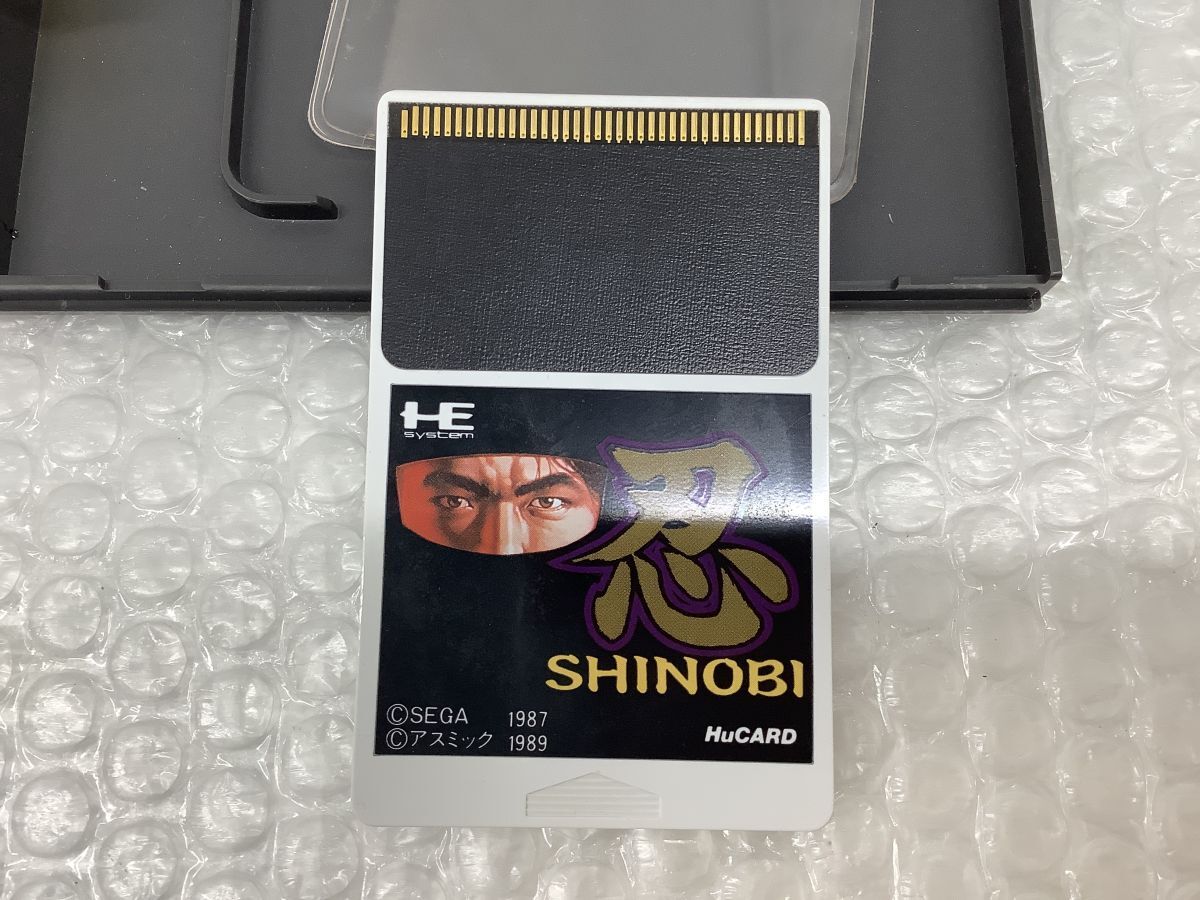 HE
system
忍
SHINOBI
©SEGA 1987
©アスミック 1989
HuCARD